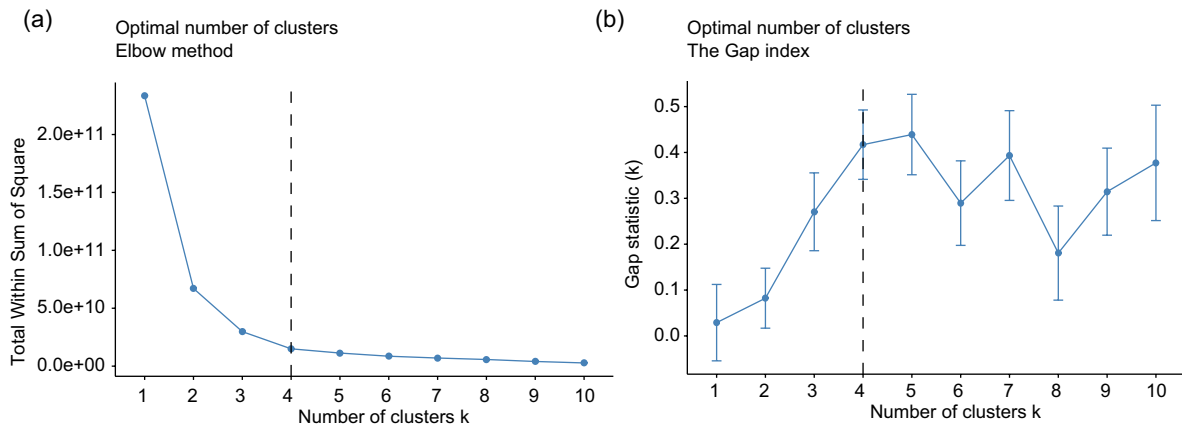 (a)
Optimal number of clusters
Elbow method
Total Within Sum of Square
2.0e+11
1.5e+11
1.0e+11
5.0e+10
0.0e+00
1 2 3 4 5 6 7 8 9 10
Number of clusters k
(b)
Optimal number of clusters
The Gap index
Gap statistic (k)
0.5
0.4
0.3
0.2
0.1
0.0
1 2 3 4 5 6 7 8 9 10
Number of clusters k